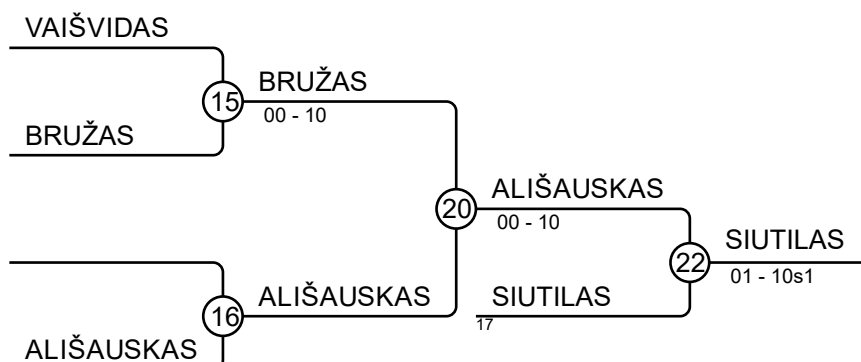 VAIŠVIDAS
15
BRUŽAS
00 - 10
BRUŽAS
20
ALIŠAUSKAS
00 - 10
22
SIUTILAS
01 - 10s1
16
ALIŠAUSKAS
SIUTILAS
17
ALIŠAUSKAS